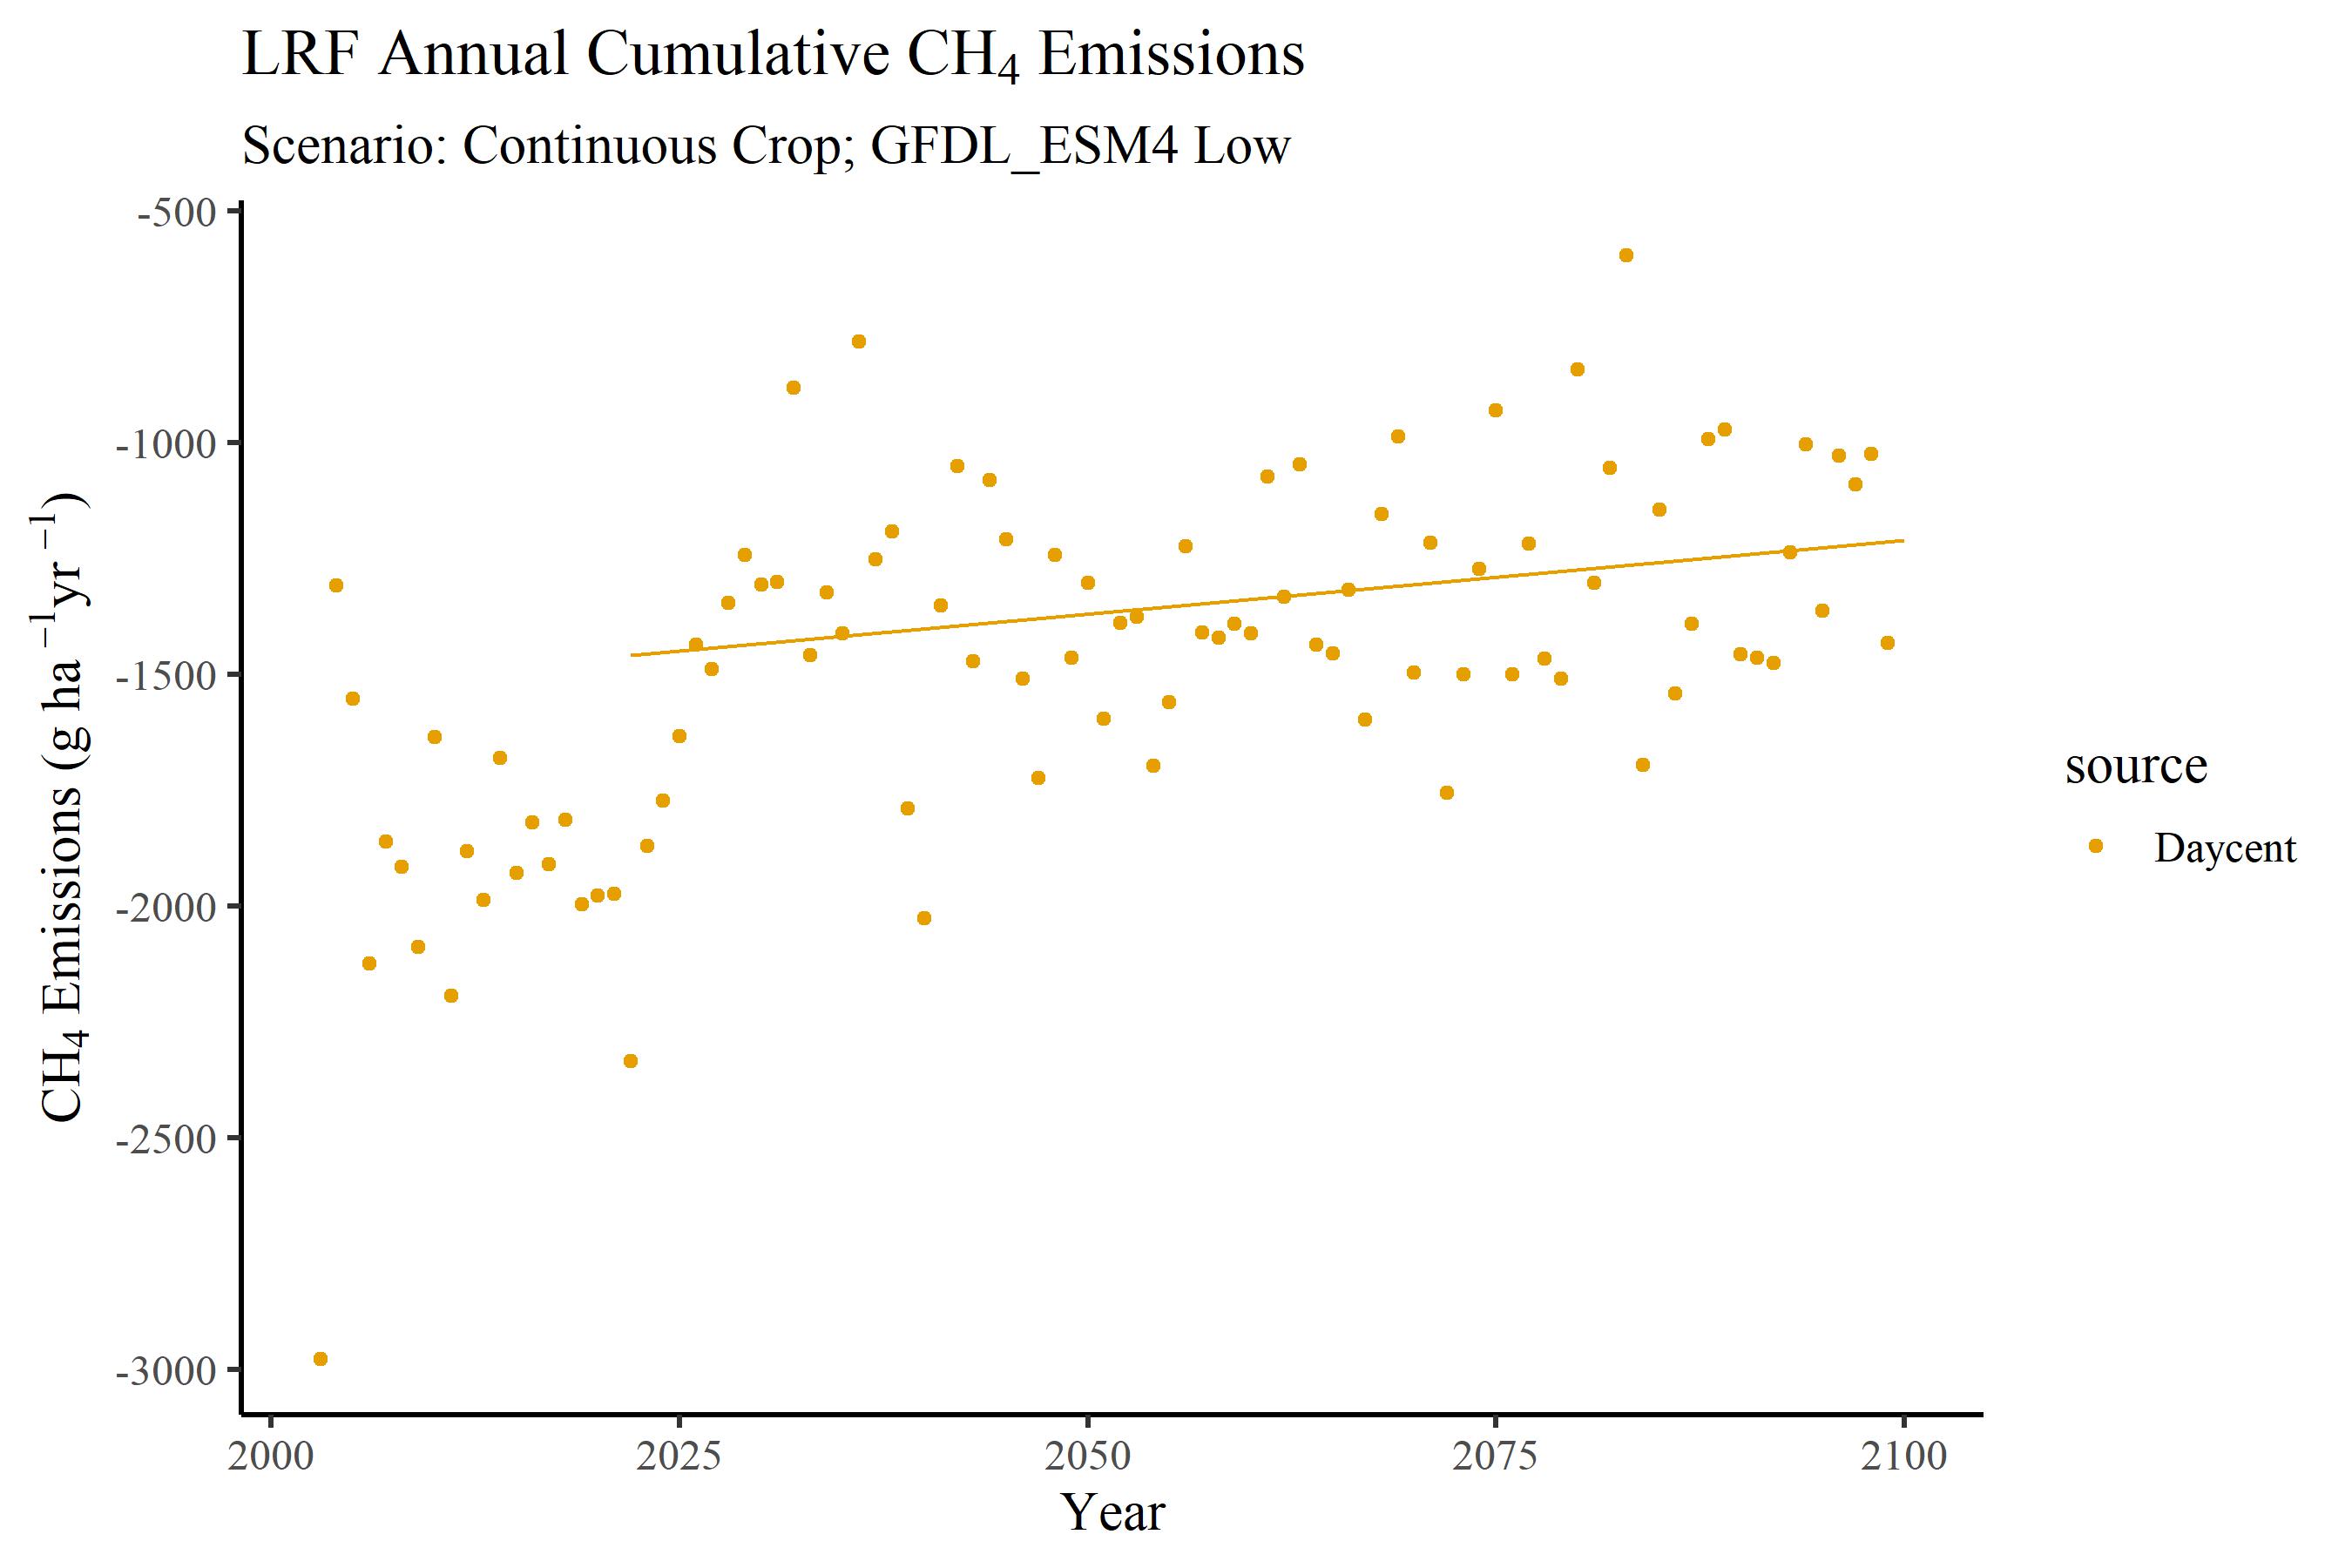 LRF Annual Cumulative CH₄ Emissions
Scenario: Continuous Crop; GFDL_ESM4 Low
CH₄ Emissions (g ha ⁻¹yr ⁻¹)
-500
-1000
-1500
-2000
-2500
-3000
2000 2025 2050 2075 2100
Year
source
Daycent